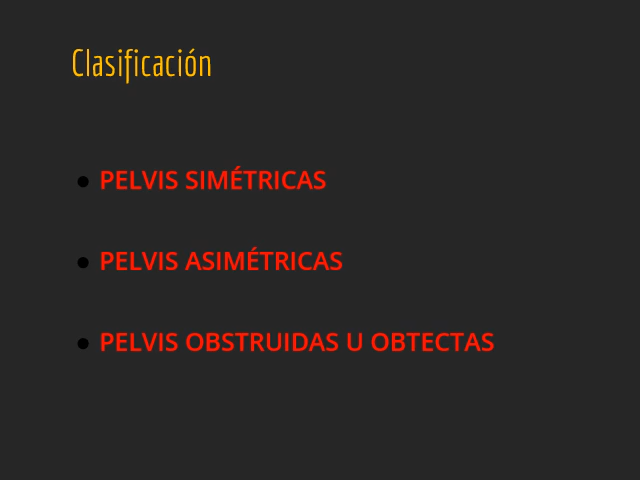 Clasificación
● PELVIS SIMÉTRICAS
● PELVIS ASIMÉTRICAS
● PELVIS OBSTRUIDAS U OBTECTAS